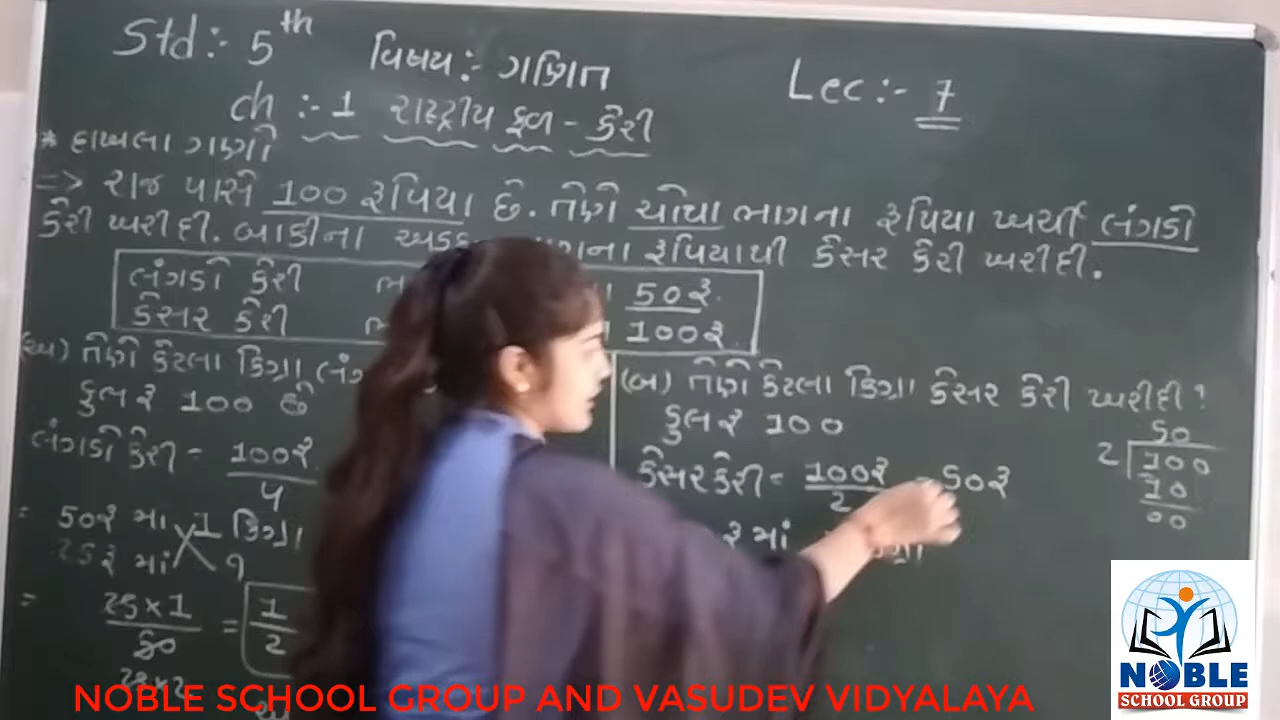 Std:- 5th વિષય:- ગણિત Lec:- 7
ch :- 1 રાષ્ટ્રીય ફળ - કેરી
* દાખલા ગણો
=> રાજ પાસે 100 રૂપિયા છે. તેણે ચોથા ભાગના રૂપિયા ખર્ચી લંગડો
કેરી ખરીદી. બાકીના ભાગના રૂપિયાથી કેસર કેરી ખરીદી.
લંગડો કેરી 50રૂ.
કેસર કેરી 100રૂ.
(અ) તેણે કેટલા કિગ્રા
કુલ રૂ 100 છે
લંગડો કેરી = 100રૂ
4
= 50રૂ માં 1 કિગ્રા
25રૂ માં ?
= 25×1 = 1
50 2
25×2
(બ) તેણે કેટલા કિગ્રા કેસર કેરી ખરીદી?
કુલ રૂ 100
કેસર કેરી = 100રૂ = 50રૂ
2
રૂ માં
50
2 100
10
00
NOBLE
SCHOOL GROUP
NOBLE SCHOOL GROUP AND VASUDEV VIDYALAYA